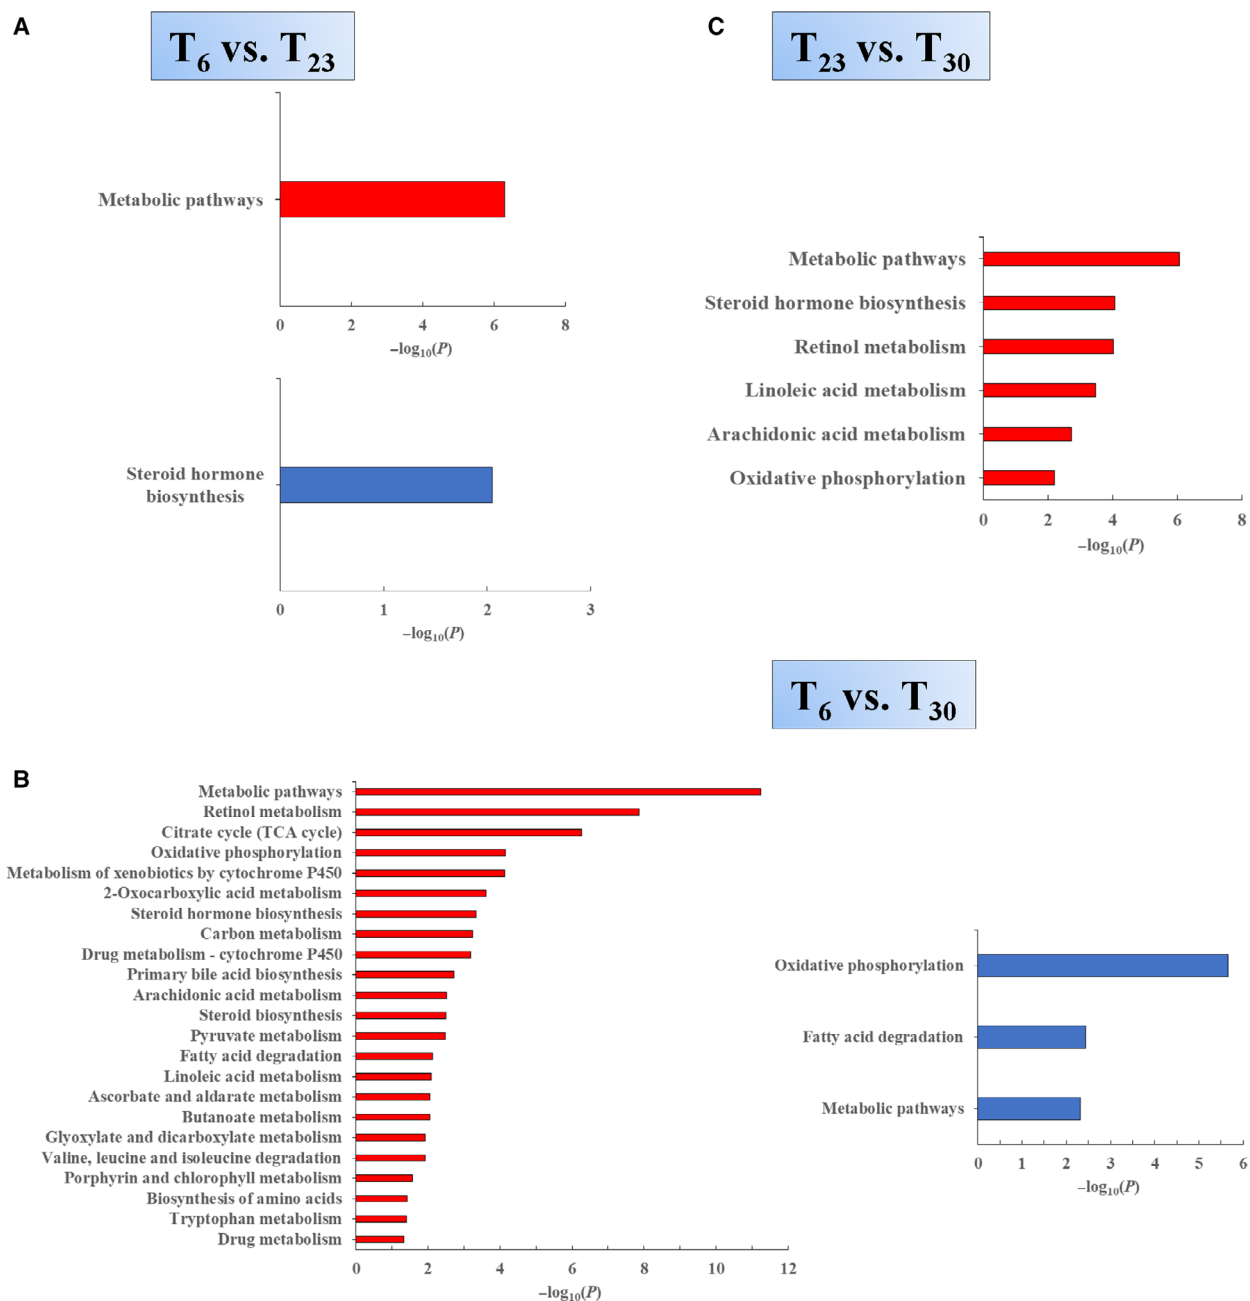 A
T6 vs. T23
Metabolic pathways
0 2 4 6 8
–log10(P)
Steroid hormone
biosynthesis
0 1 2 3
–log10(P)
C
T23 vs. T30
Metabolic pathways
Steroid hormone biosynthesis
Retinol metabolism
Linoleic acid metabolism
Arachidonic acid metabolism
Oxidative phosphorylation
0 2 4 6 8
–log10(P)
T6 vs. T30
B
Metabolic pathways
Retinol metabolism
Citrate cycle (TCA cycle)
Oxidative phosphorylation
Metabolism of xenobiotics by cytochrome P450
2-Oxocarboxylic acid metabolism
Steroid hormone biosynthesis
Carbon metabolism
Drug metabolism - cytochrome P450
Primary bile acid biosynthesis
Arachidonic acid metabolism
Steroid biosynthesis
Pyruvate metabolism
Fatty acid degradation
Linoleic acid metabolism
Ascorbate and aldarate metabolism
Butanoate metabolism
Glyoxylate and dicarboxylate metabolism
Valine, leucine and isoleucine degradation
Porphyrin and chlorophyll metabolism
Biosynthesis of amino acids
Tryptophan metabolism
Drug metabolism
0 2 4 6 8 10 12
–log10(P)
Oxidative phosphorylation
Fatty acid degradation
Metabolic pathways
0 1 2 3 4 5 6
–log10(P)